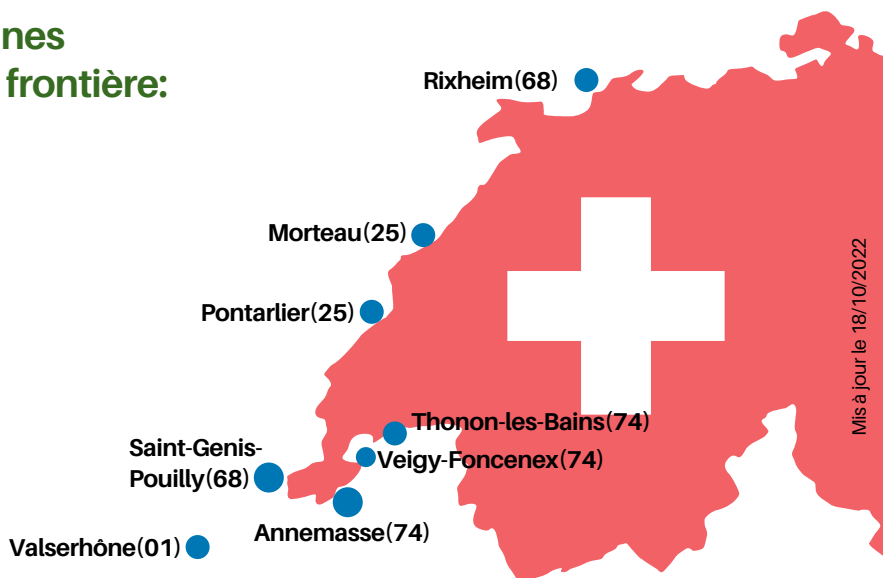 nes
frontière:
Rixheim(68)
Morteau(25)
Pontarlier(25)
Thonon-les-Bains(74)
Saint-Genis-
Pouilly(68)
Veigy-Foncenex(74)
Annemasse(74)
Valserhône(01)
Mis à jour le 18/10/2022